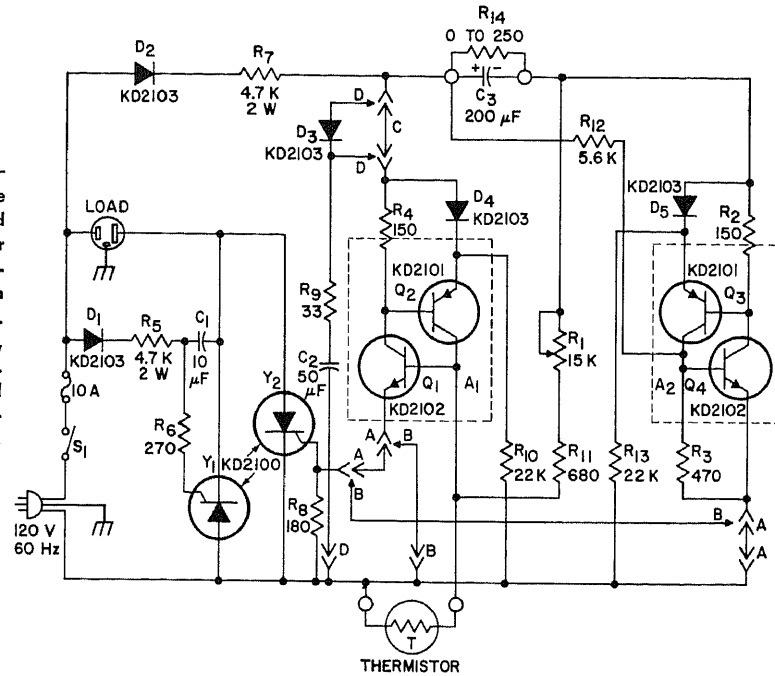 R14
0 TO 250
D2
R7
KD2103
4.7 K
2 W
+ -
C3
200 μF
D
C
D3
KD2103
D
R12
5.6 K
LOAD
D4
KD2103
R4
150
KD2103
D5
R2
150
KD2101
Q2
KD2101
Q3
R9
33
D1
R5
C1
KD2103
4.7 K
2 W
10
μF
R1
15 K
10 A
Y2
C2
50
μF
Q1
A1
KD2102
A2
Q4
KD2102
S1
R6
270
Y1
KD2100
A
B
A
B
R8
180
R10
22K
R11
680
R13
22 K
R3
470
120 V
60 Hz
D
B
B
A
A
T
THERMISTOR